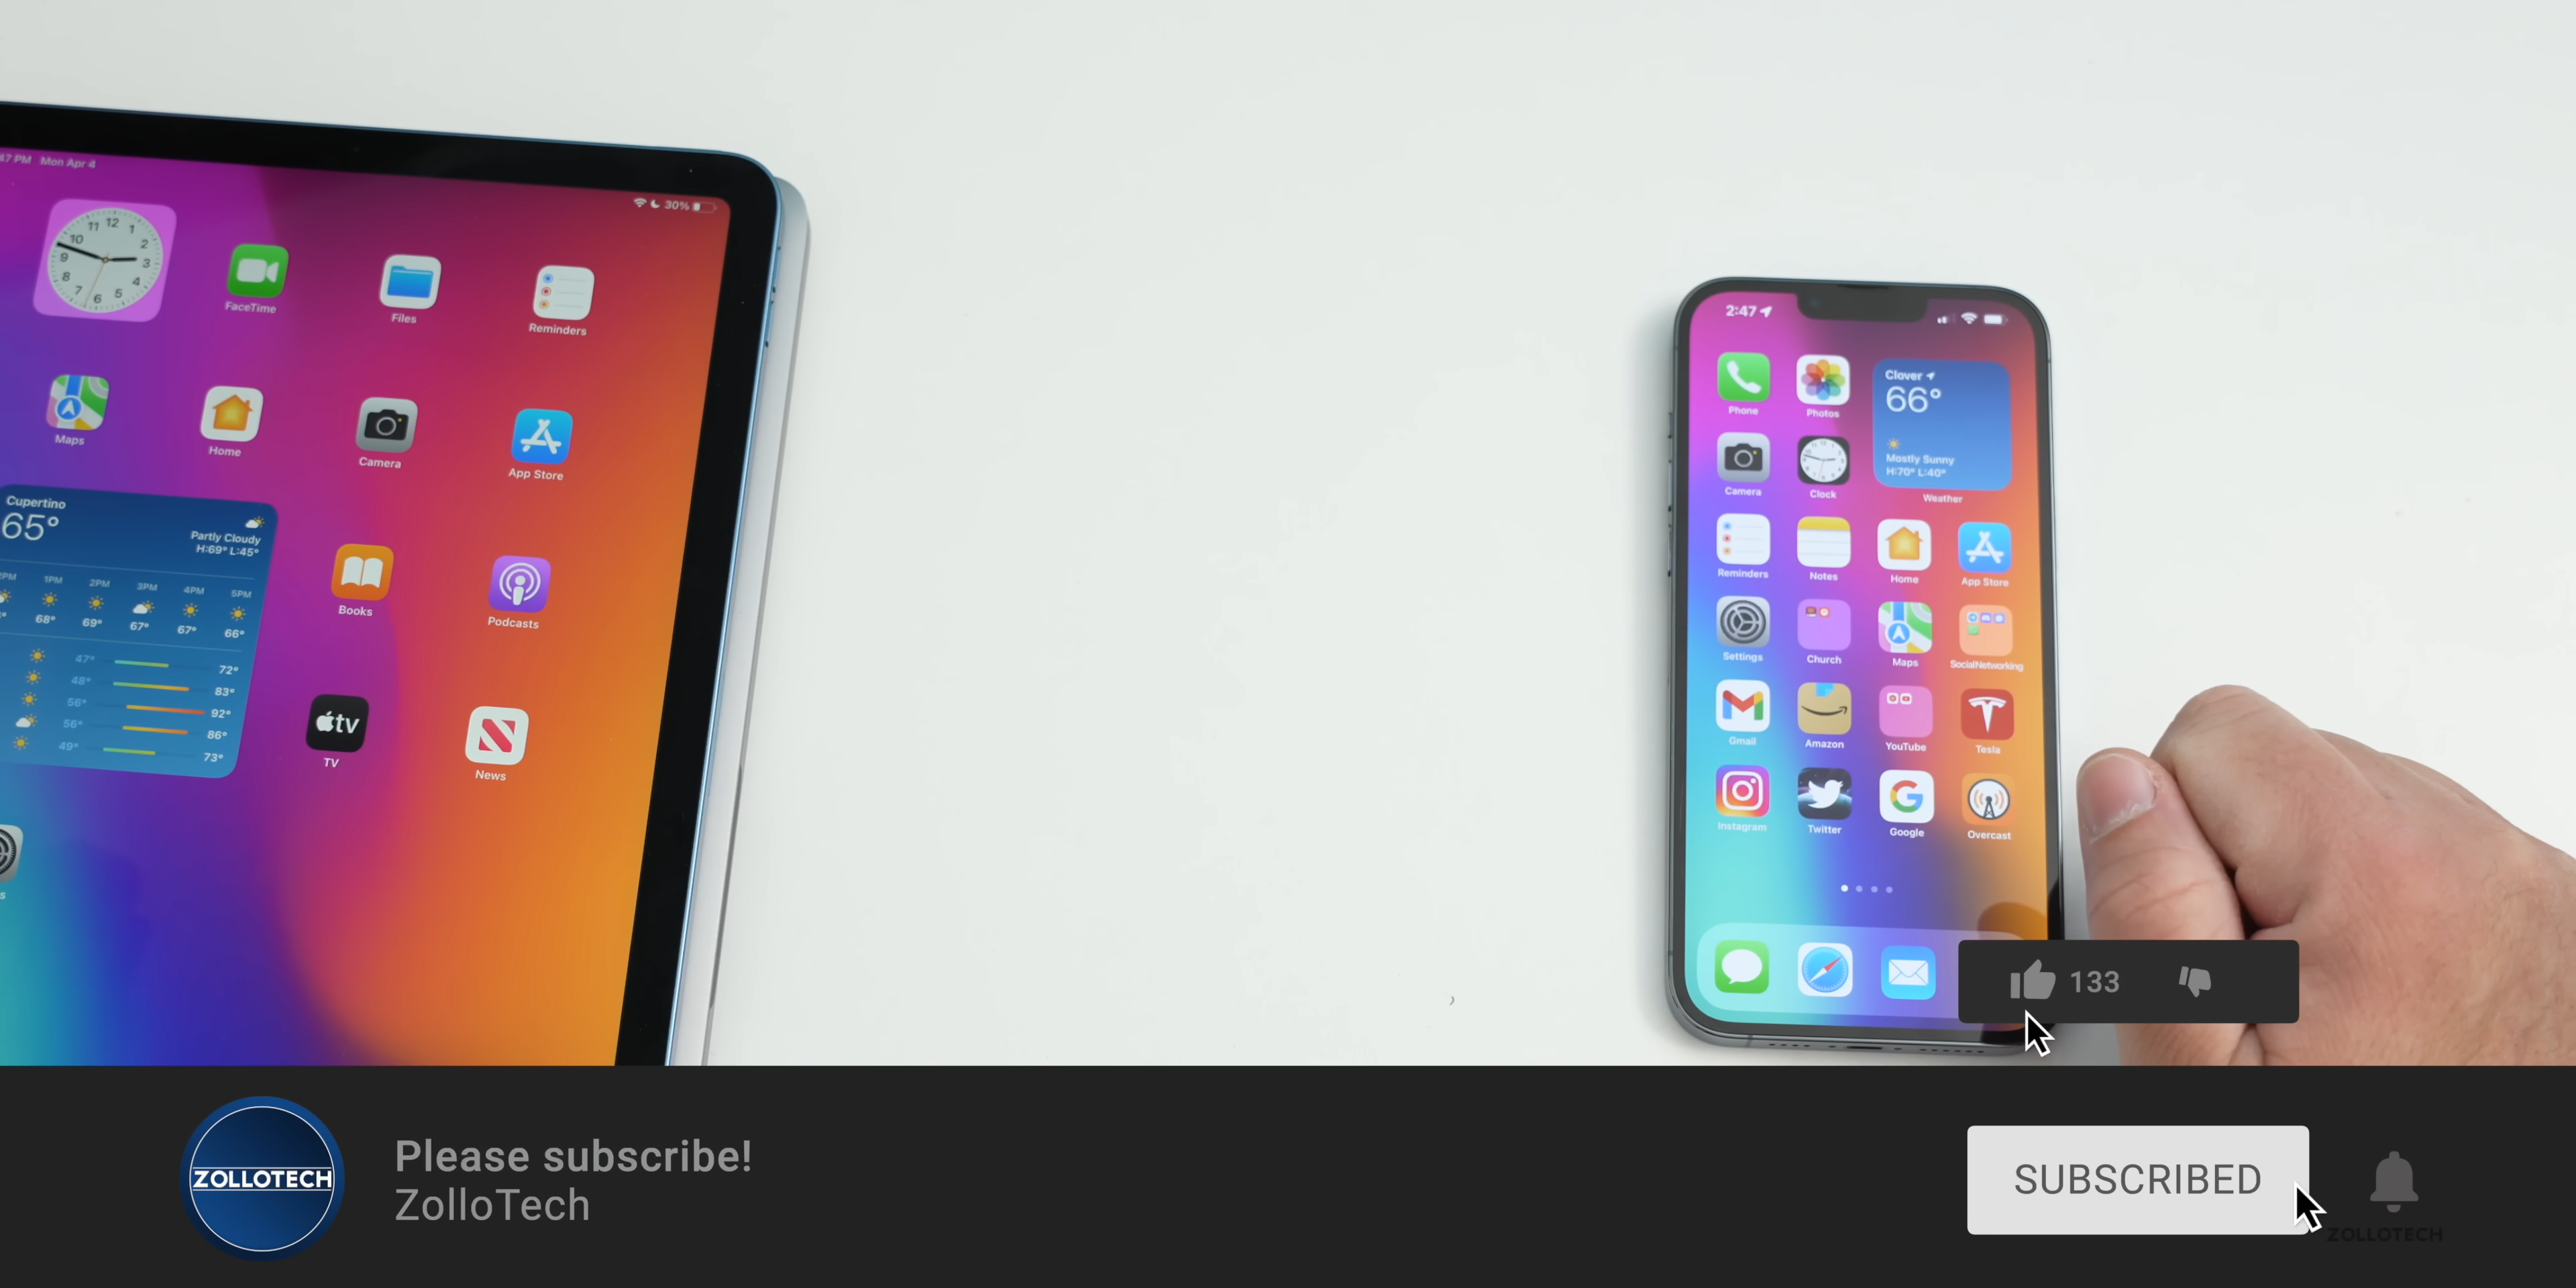 47 PM Mon Apr 4
30%
12
11
1
10
2
9
3
8
4
7
6
5
FaceTime
Files
Reminders
Maps
Home
Camera
App Store
Cupertino
65°
Partly Cloudy
H:69° L:45°
PM 1PM 2PM 3PM 4PM 5PM
68° 69° 67° 67° 66°
47° 72°
48° 83°
56° 92°
56° 86°
49° 73°
Books
Podcasts
tv
TV
News
s
2:47
Clover
66°
Mostly Sunny
H:70° L:40°
Phone
Photos
Camera
Clock
Weather
Reminders
Notes
Home
App Store
Settings
Church
Maps
SocialNetworking
Gmail
Amazon
YouTube
Tesla
Instagram
Twitter
Google
Overcast
133
ZOLLOTECH
Please subscribe!
ZolloTech
SUBSCRIBED
ZOLLOTECH